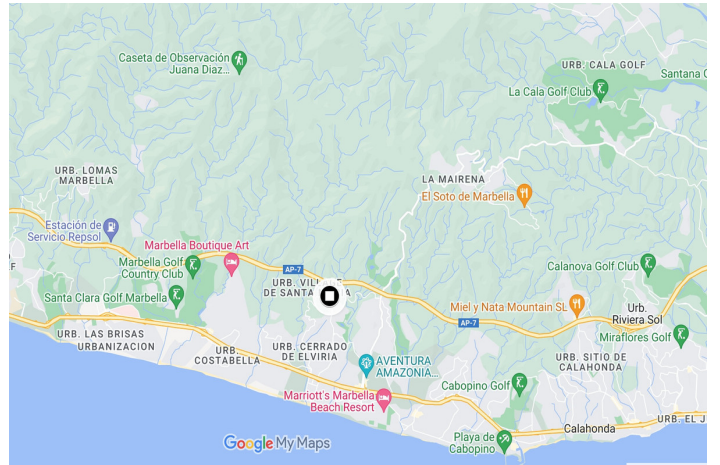 Caseta de Observación
Juana Diaz...
URB. CALA GOLF
Santana G
La Cala Golf Club
URB. LOMAS
MARBELLA
LA MAIRENA
El Soto de Marbella
Estación de
Servicio Repsol
Marbella Boutique Art
Marbella Golf
Country Club
AP-7
Calanova Golf Club
URB. VILL
DE SANTA
Santa Clara Golf Marbella
Miel y Nata Mountain SL
Urb.
Riviera Sol
AP-7
URB. LAS BRISAS
URBANIZACION
Miraflores Golf
URB.
COSTABELLA
URB. CERRADO
DE ELVIRIA
AVENTURA
AMAZONIA...
URB. SITIO DE
CALAHONDA
Cabopino Golf
Marriott's Marbella
Beach Resort
URB. EL J
Calahonda
Playa de
Cabopino
Google My Maps